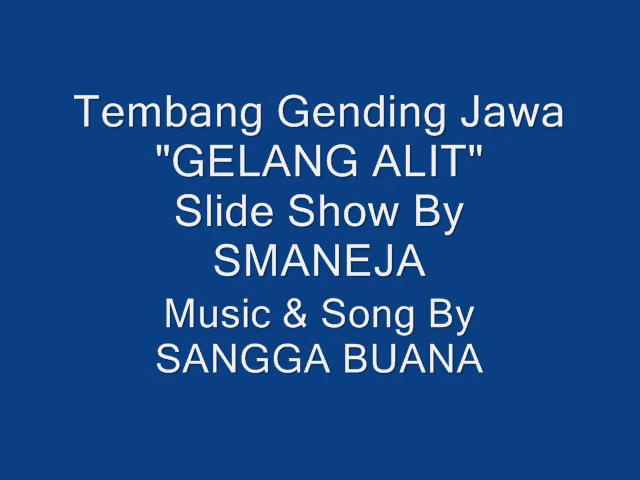 Tembang Gending Jawa
"GELANG ALIT"
Slide Show By
SMANEJA
Music & Song By
SANGGA BUANA